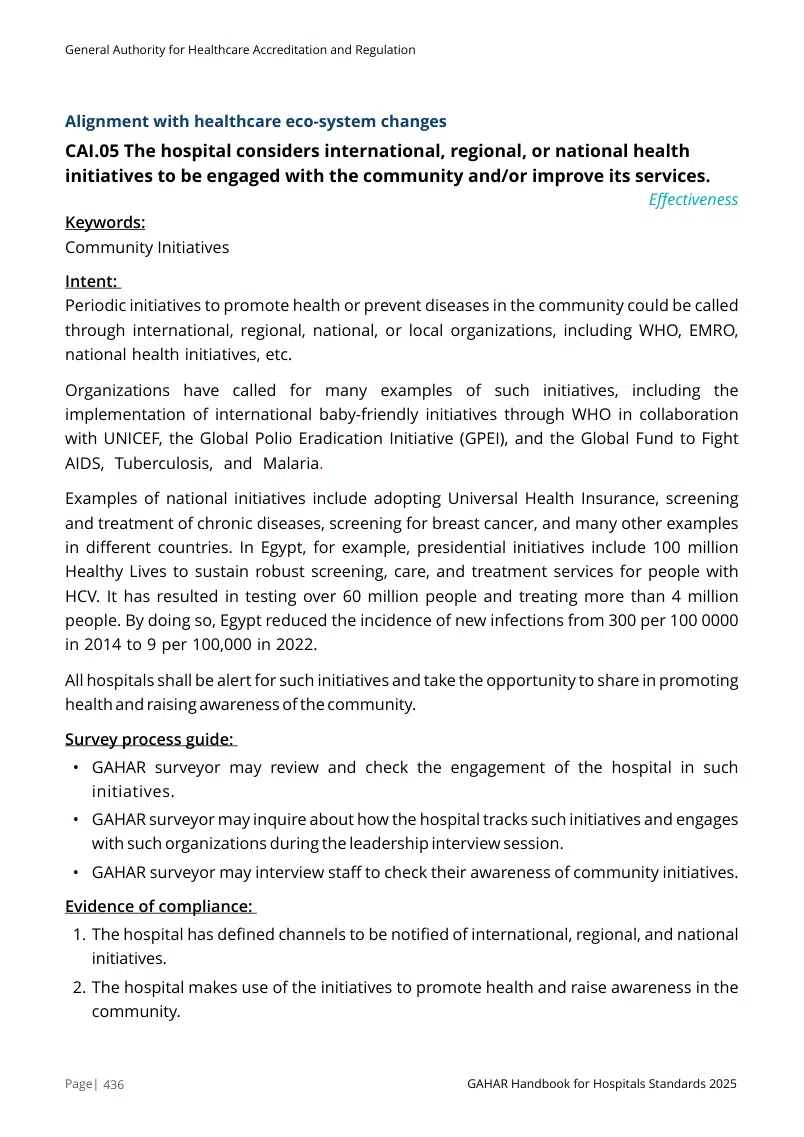 General Authority for Healthcare Accreditation and Regulation
Alignment with healthcare eco-system changes
CAI.05 The hospital considers international, regional, or national health
initiatives to be engaged with the community and/or improve its services.
Effectiveness
Keywords:
Community Initiatives
Intent:
Periodic initiatives to promote health or prevent diseases in the community could be called
through international, regional, national, or local organizations, including WHO, EMRO,
national health initiatives, etc.
Organizations have called for many examples of such initiatives, including the
implementation of international baby-friendly initiatives through WHO in collaboration
with UNICEF, the Global Polio Eradication Initiative (GPEI), and the Global Fund to Fight
AIDS, Tuberculosis, and Malaria.
Examples of national initiatives include adopting Universal Health Insurance, screening
and treatment of chronic diseases, screening for breast cancer, and many other examples
in different countries. In Egypt, for example, presidential initiatives include 100 million
Healthy Lives to sustain robust screening, care, and treatment services for people with
HCV. It has resulted in testing over 60 million people and treating more than 4 million
people. By doing so, Egypt reduced the incidence of new infections from 300 per 100 0000
in 2014 to 9 per 100,000 in 2022.
All hospitals shall be alert for such initiatives and take the opportunity to share in promoting
health and raising awareness of the community.
Survey process guide:
• GAHAR surveyor may review and check the engagement of the hospital in such
initiatives.
• GAHAR surveyor may inquire about how the hospital tracks such initiatives and engages
with such organizations during the leadership interview session.
• GAHAR surveyor may interview staff to check their awareness of community initiatives.
Evidence of compliance:
1. The hospital has defined channels to be notified of international, regional, and national
initiatives.
2. The hospital makes use of the initiatives to promote health and raise awareness in the
community.
Page| 436
GAHAR Handbook for Hospitals Standards 2025